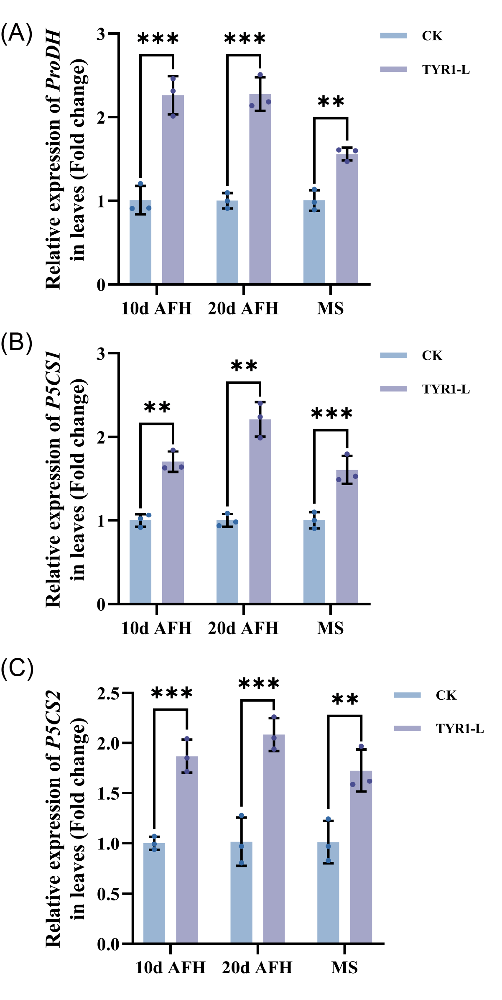 (A)
Relative expression of ProDH
in leaves (Fold change)
3
2
1
0
***
***
**
10d AFH
20d AFH
MS
CK
TYR1-L
(B)
Relative expression of P5CS1
in leaves (Fold change)
3
2
1
0
**
**
***
10d AFH
20d AFH
MS
CK
TYR1-L
(C)
Relative expression of P5CS2
in leaves (Fold change)
2.5
2.0
1.5
1.0
0.5
0.0
***
***
**
10d AFH
20d AFH
MS
CK
TYR1-L